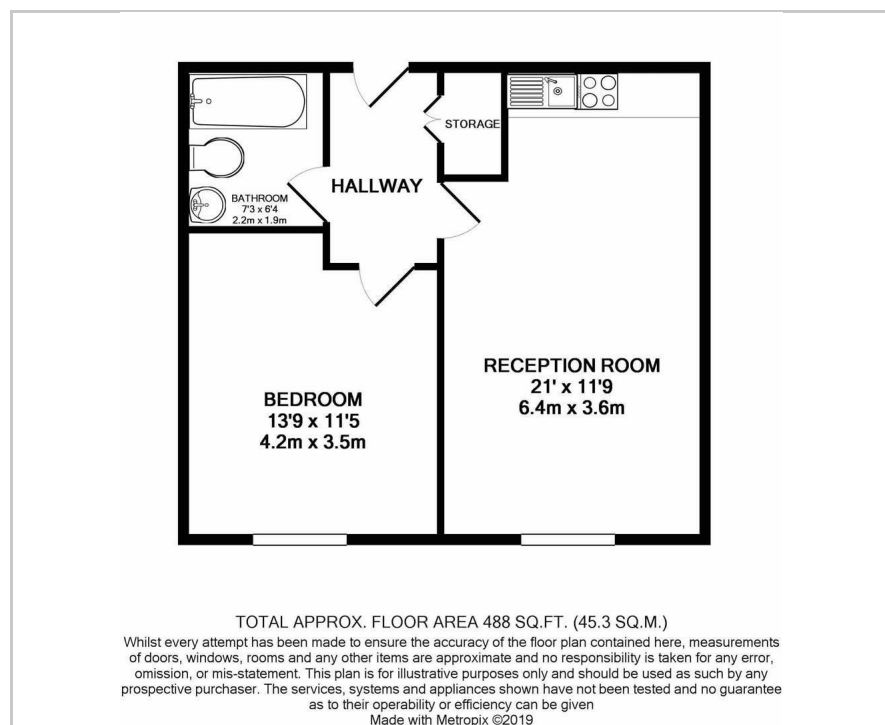 STORAGE
HALLWAY
BATHROOM
7'3 x 6'4
2.2m x 1.9m
RECEPTION ROOM
21' x 11'9
6.4m x 3.6m
BEDROOM
13'9 x 11'5
4.2m x 3.5m
TOTAL APPROX. FLOOR AREA 488 SQ.FT. (45.3 SQ.M.)
Whilst every attempt has been made to ensure the accuracy of the floor plan contained here, measurements
of doors, windows, rooms and any other items are approximate and no responsibility is taken for any error,
omission, or mis-statement. This plan is for illustrative purposes only and should be used as such by any
prospective purchaser. The services, systems and appliances shown have not been tested and no guarantee
as to their operability or efficiency can be given
Made with Metropix ©2019